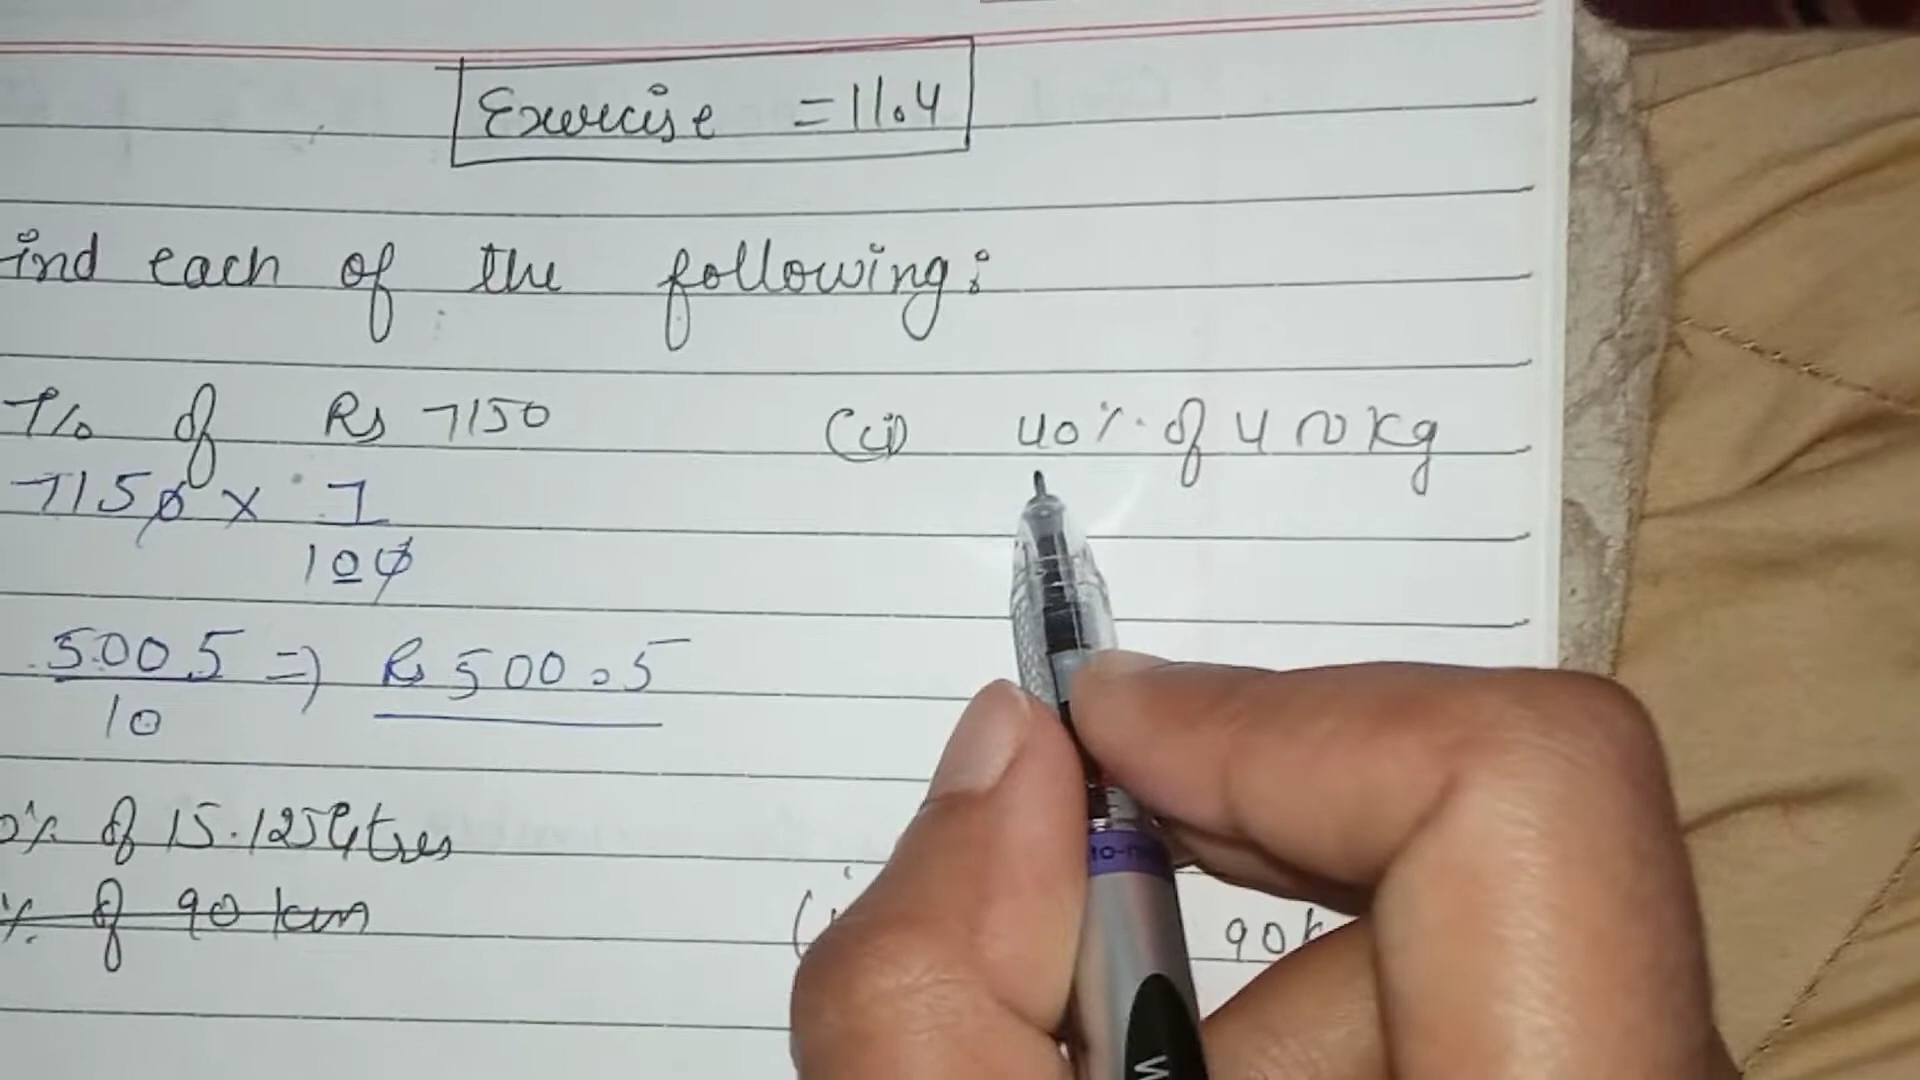 Exercise = 11.4
ind each of the following:
7% of Rs 7150 (ii) 40% of 400 kg
7150 × 7
100
5005 => Rs 500.5
10
% of 15.125 litres
% of 90 km ( 90 k